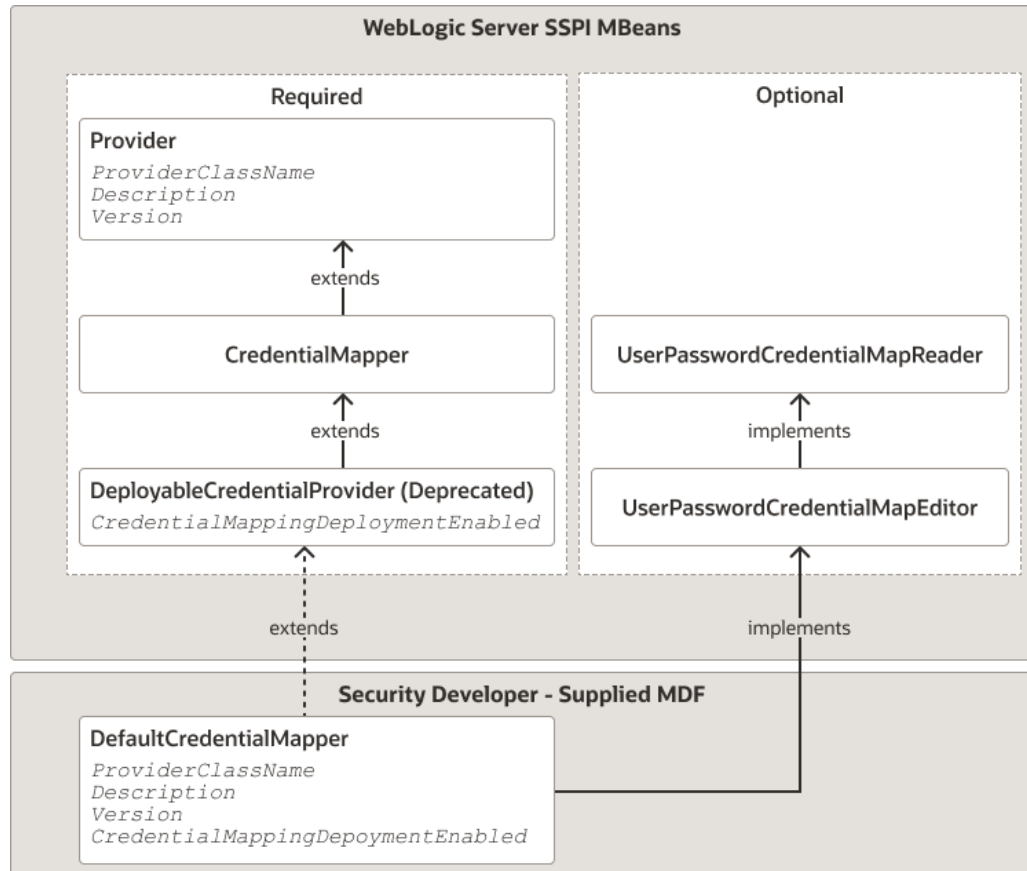 WebLogic Server SSPI MBeans
Required
Provider
ProviderClassName
Description
Version
extends
CredentialMapper
extends
DeployableCredentialProvider (Deprecated)
CredentialMappingDeploymentEnabled
extends
Optional
UserPasswordCredentialMapReader
implements
UserPasswordCredentialMapEditor
implements
Security Developer - Supplied MDF
DefaultCredentialMapper
ProviderClassName
Description
Version
CredentialMappingDepoymentEnabled